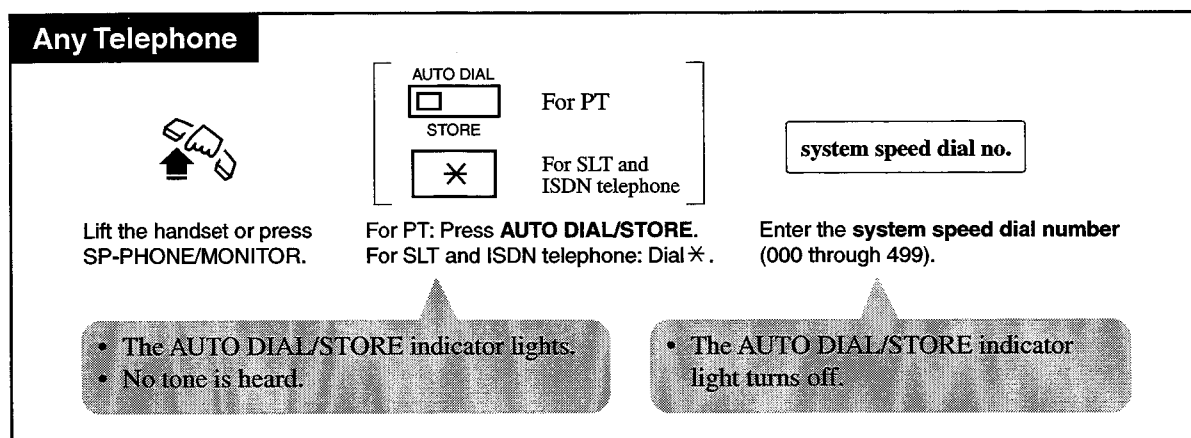 Any Telephone
AUTO DIAL
For PT
STORE
✳
For SLT and
ISDN telephone
system speed dial no.
Lift the handset or press
SP-PHONE/MONITOR.
For PT: Press AUTO DIAL/STORE.
For SLT and ISDN telephone: Dial ✳.
Enter the system speed dial number
(000 through 499).
• The AUTO DIAL/STORE indicator lights.
• No tone is heard.
• The AUTO DIAL/STORE indicator
light turns off.